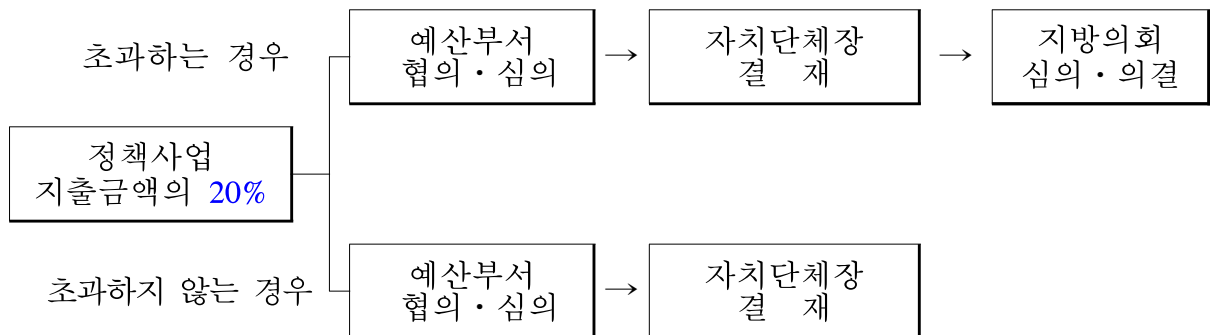 초과하는 경우
예산부서
협의·심의
→
자치단체장
결 재
→
지방의회
심의·의결
정책사업
지출금액의 20%
초과하지 않는 경우
예산부서
협의·심의
→
자치단체장
결 재